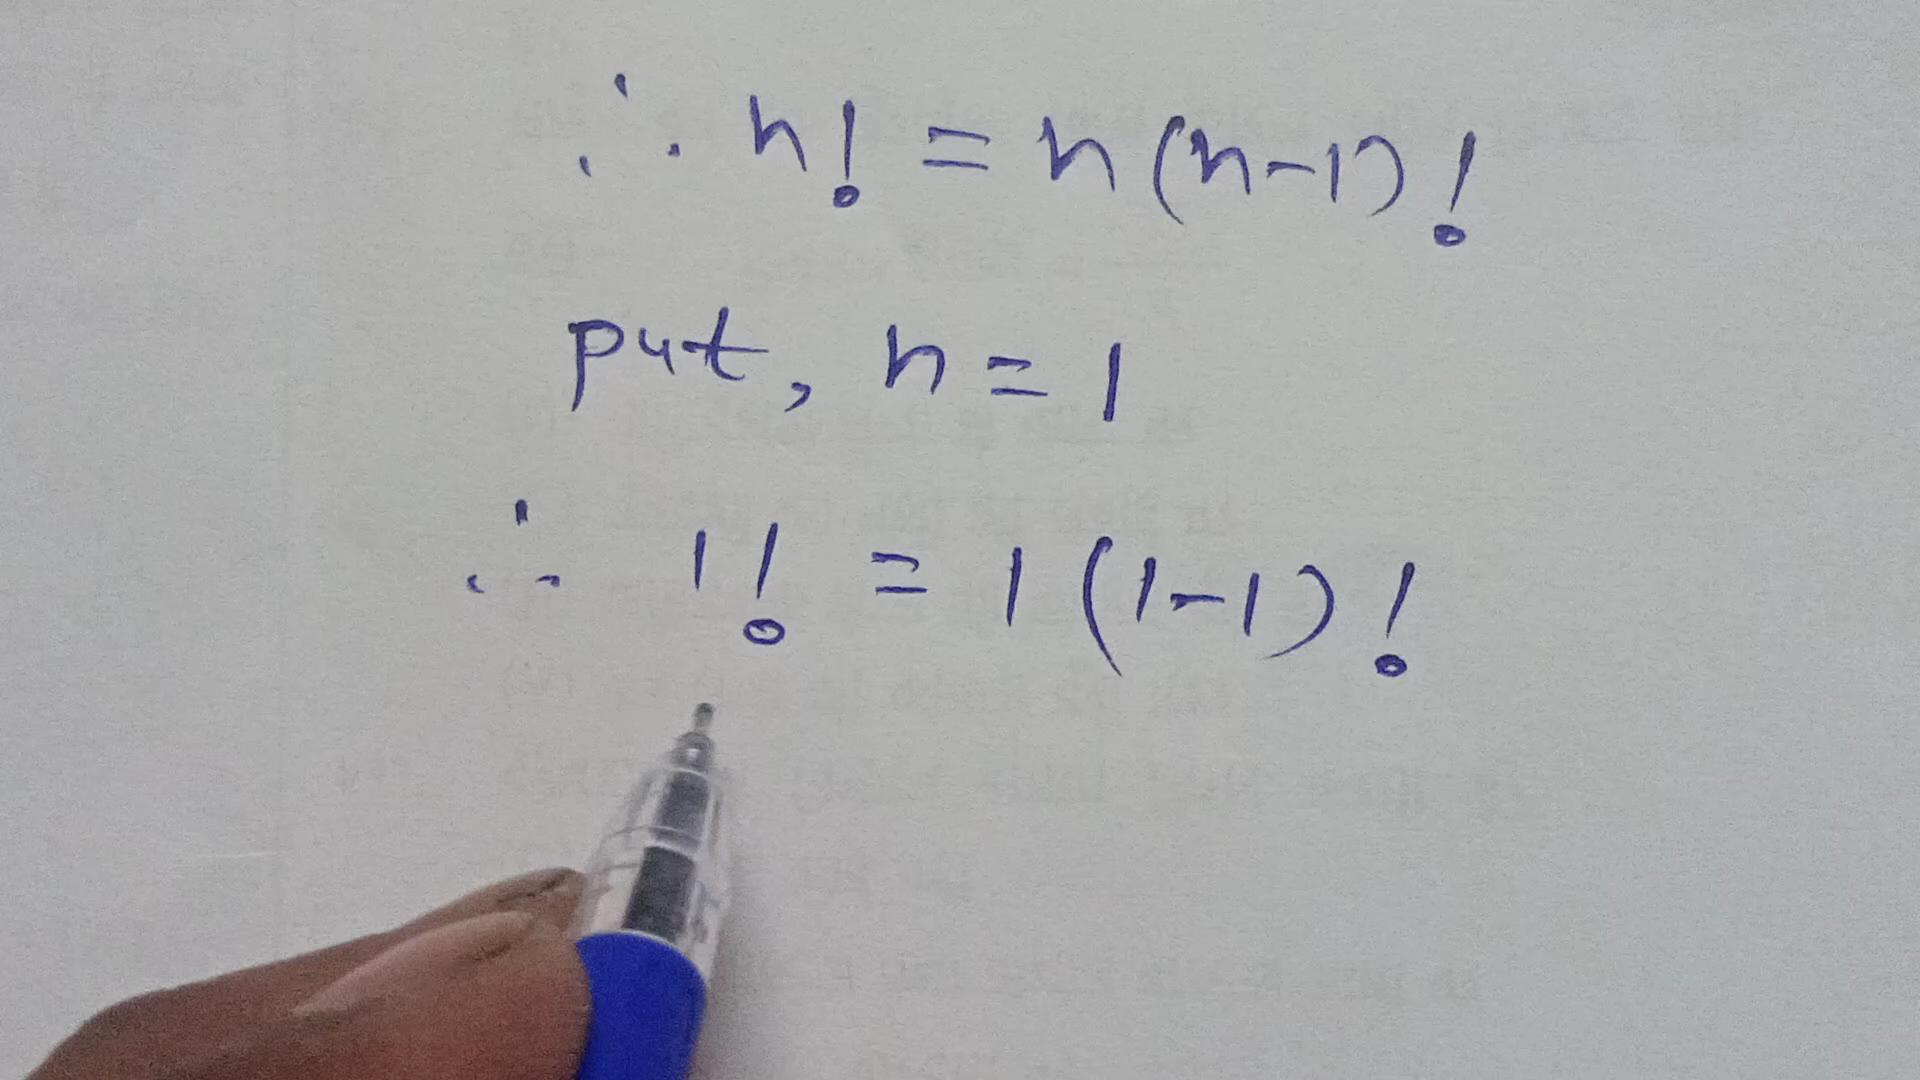 ∴ n! = n(n-1)!
put, n = 1
∴ 1! = 1(1-1)!